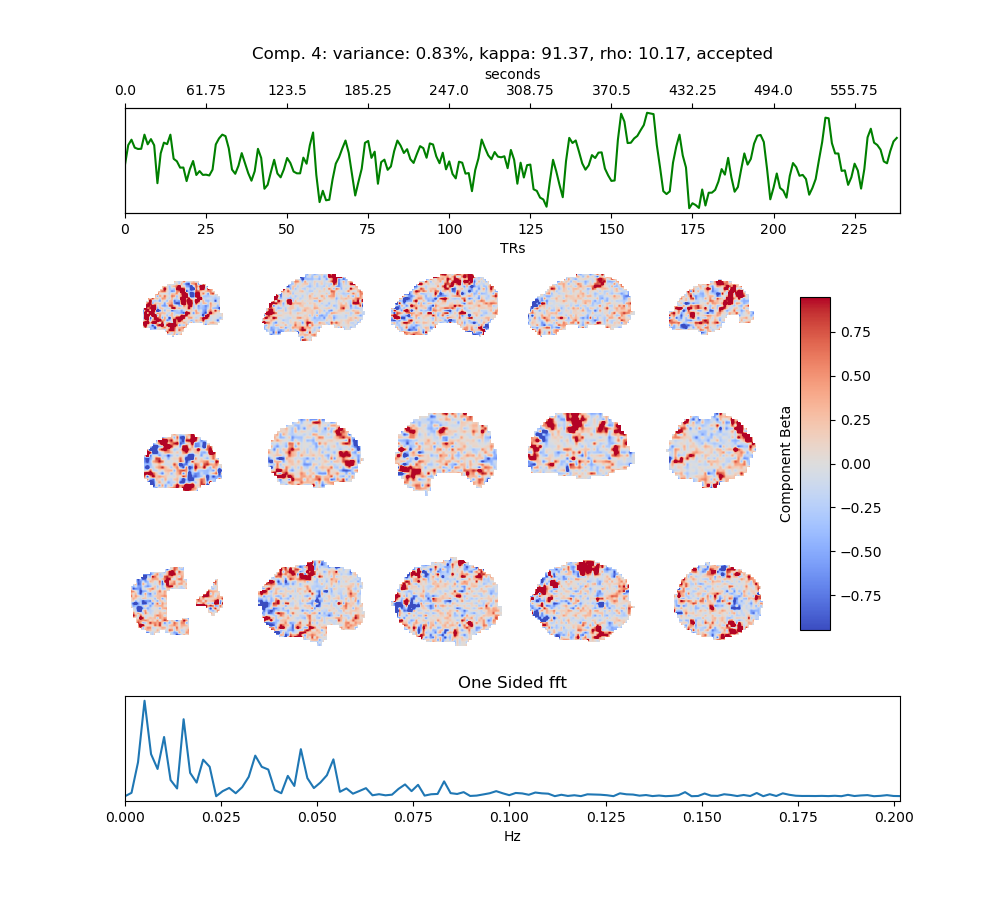 Comp. 4: variance: 0.83%, kappa: 91.37, rho: 10.17, accepted
seconds
0.0 61.75 123.5 185.25 247.0 308.75 370.5 432.25 494.0 555.75
0 25 50 75 100 125 150 175 200 225
TRs
0.75
0.50
0.25
0.00
−0.25
−0.50
−0.75
Component Beta
One Sided fft
0.000 0.025 0.050 0.075 0.100 0.125 0.150 0.175 0.200
Hz